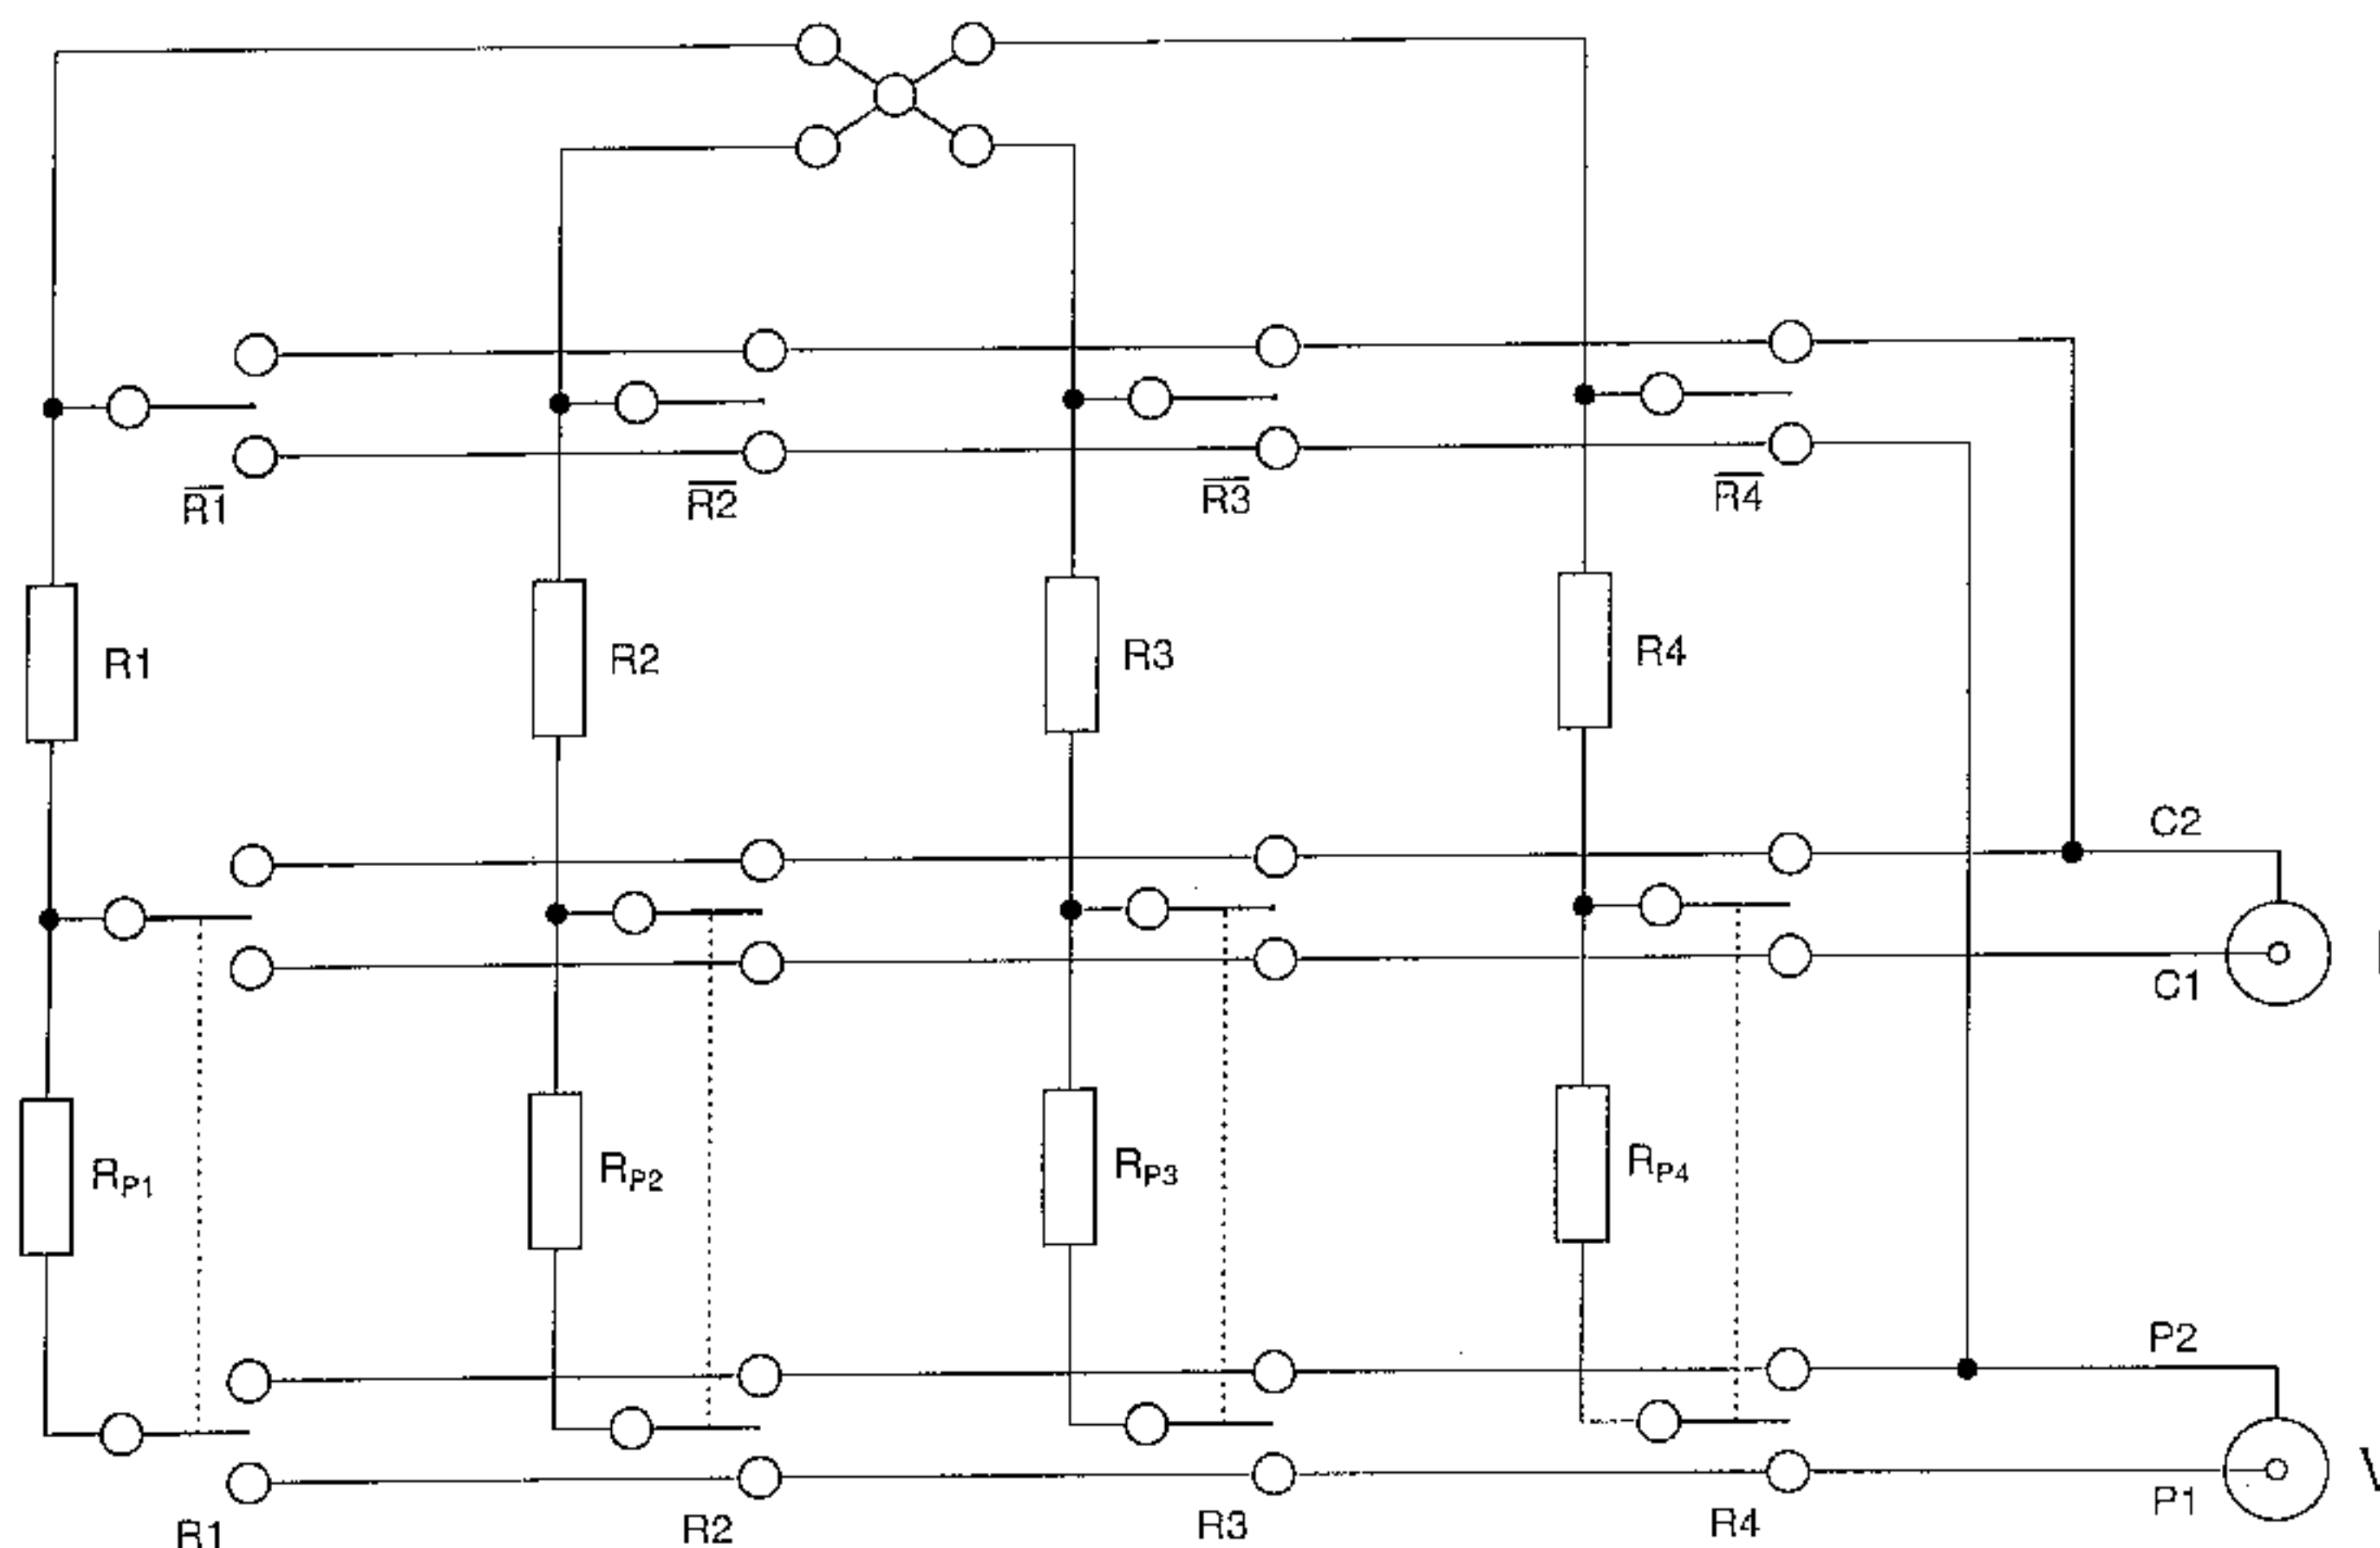 R̅1̅ R̅2̅ R̅3̅ R̅4̅
R1 R2 R3 R4
C2
C1
RP1 RP2 RP3 RP4
P2
P1
R1 R2 R3 R4